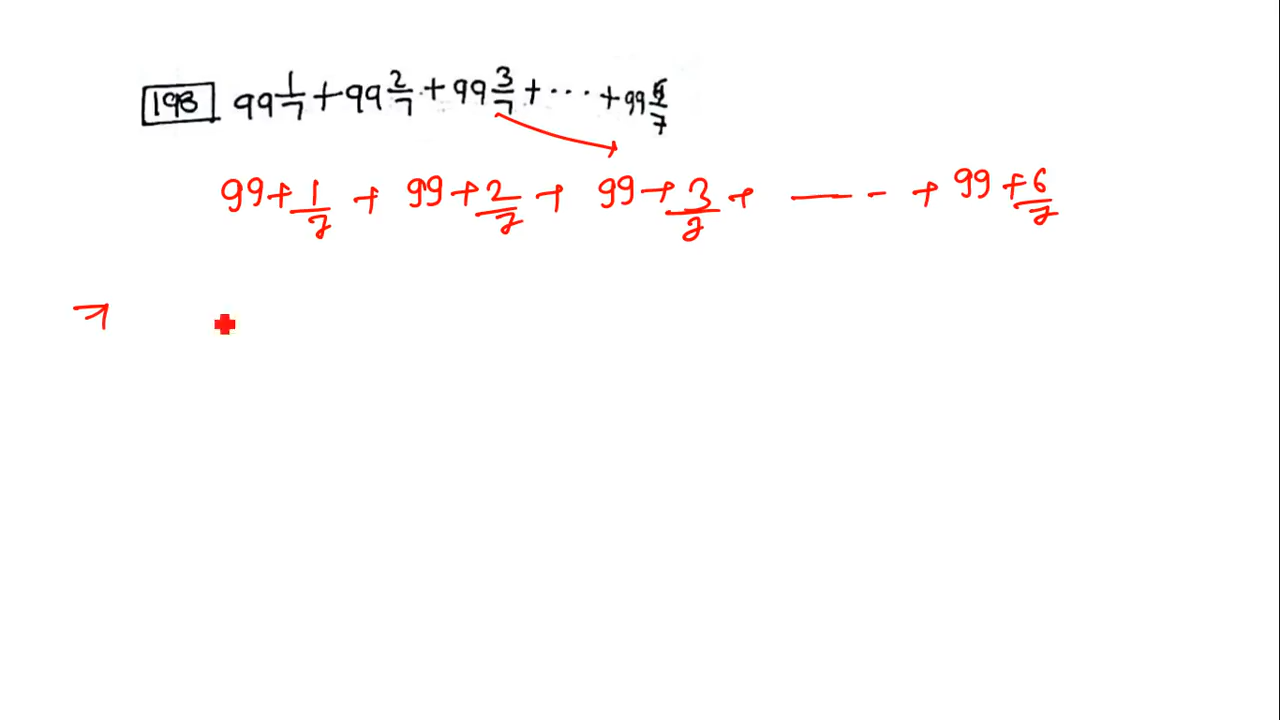 198 99 1/7 + 99 2/7 + 99 3/7 + ... + 99 6/7
99 + 1/7 + 99 + 2/7 + 99 + 3/7 + —— - + 99 + 6/7